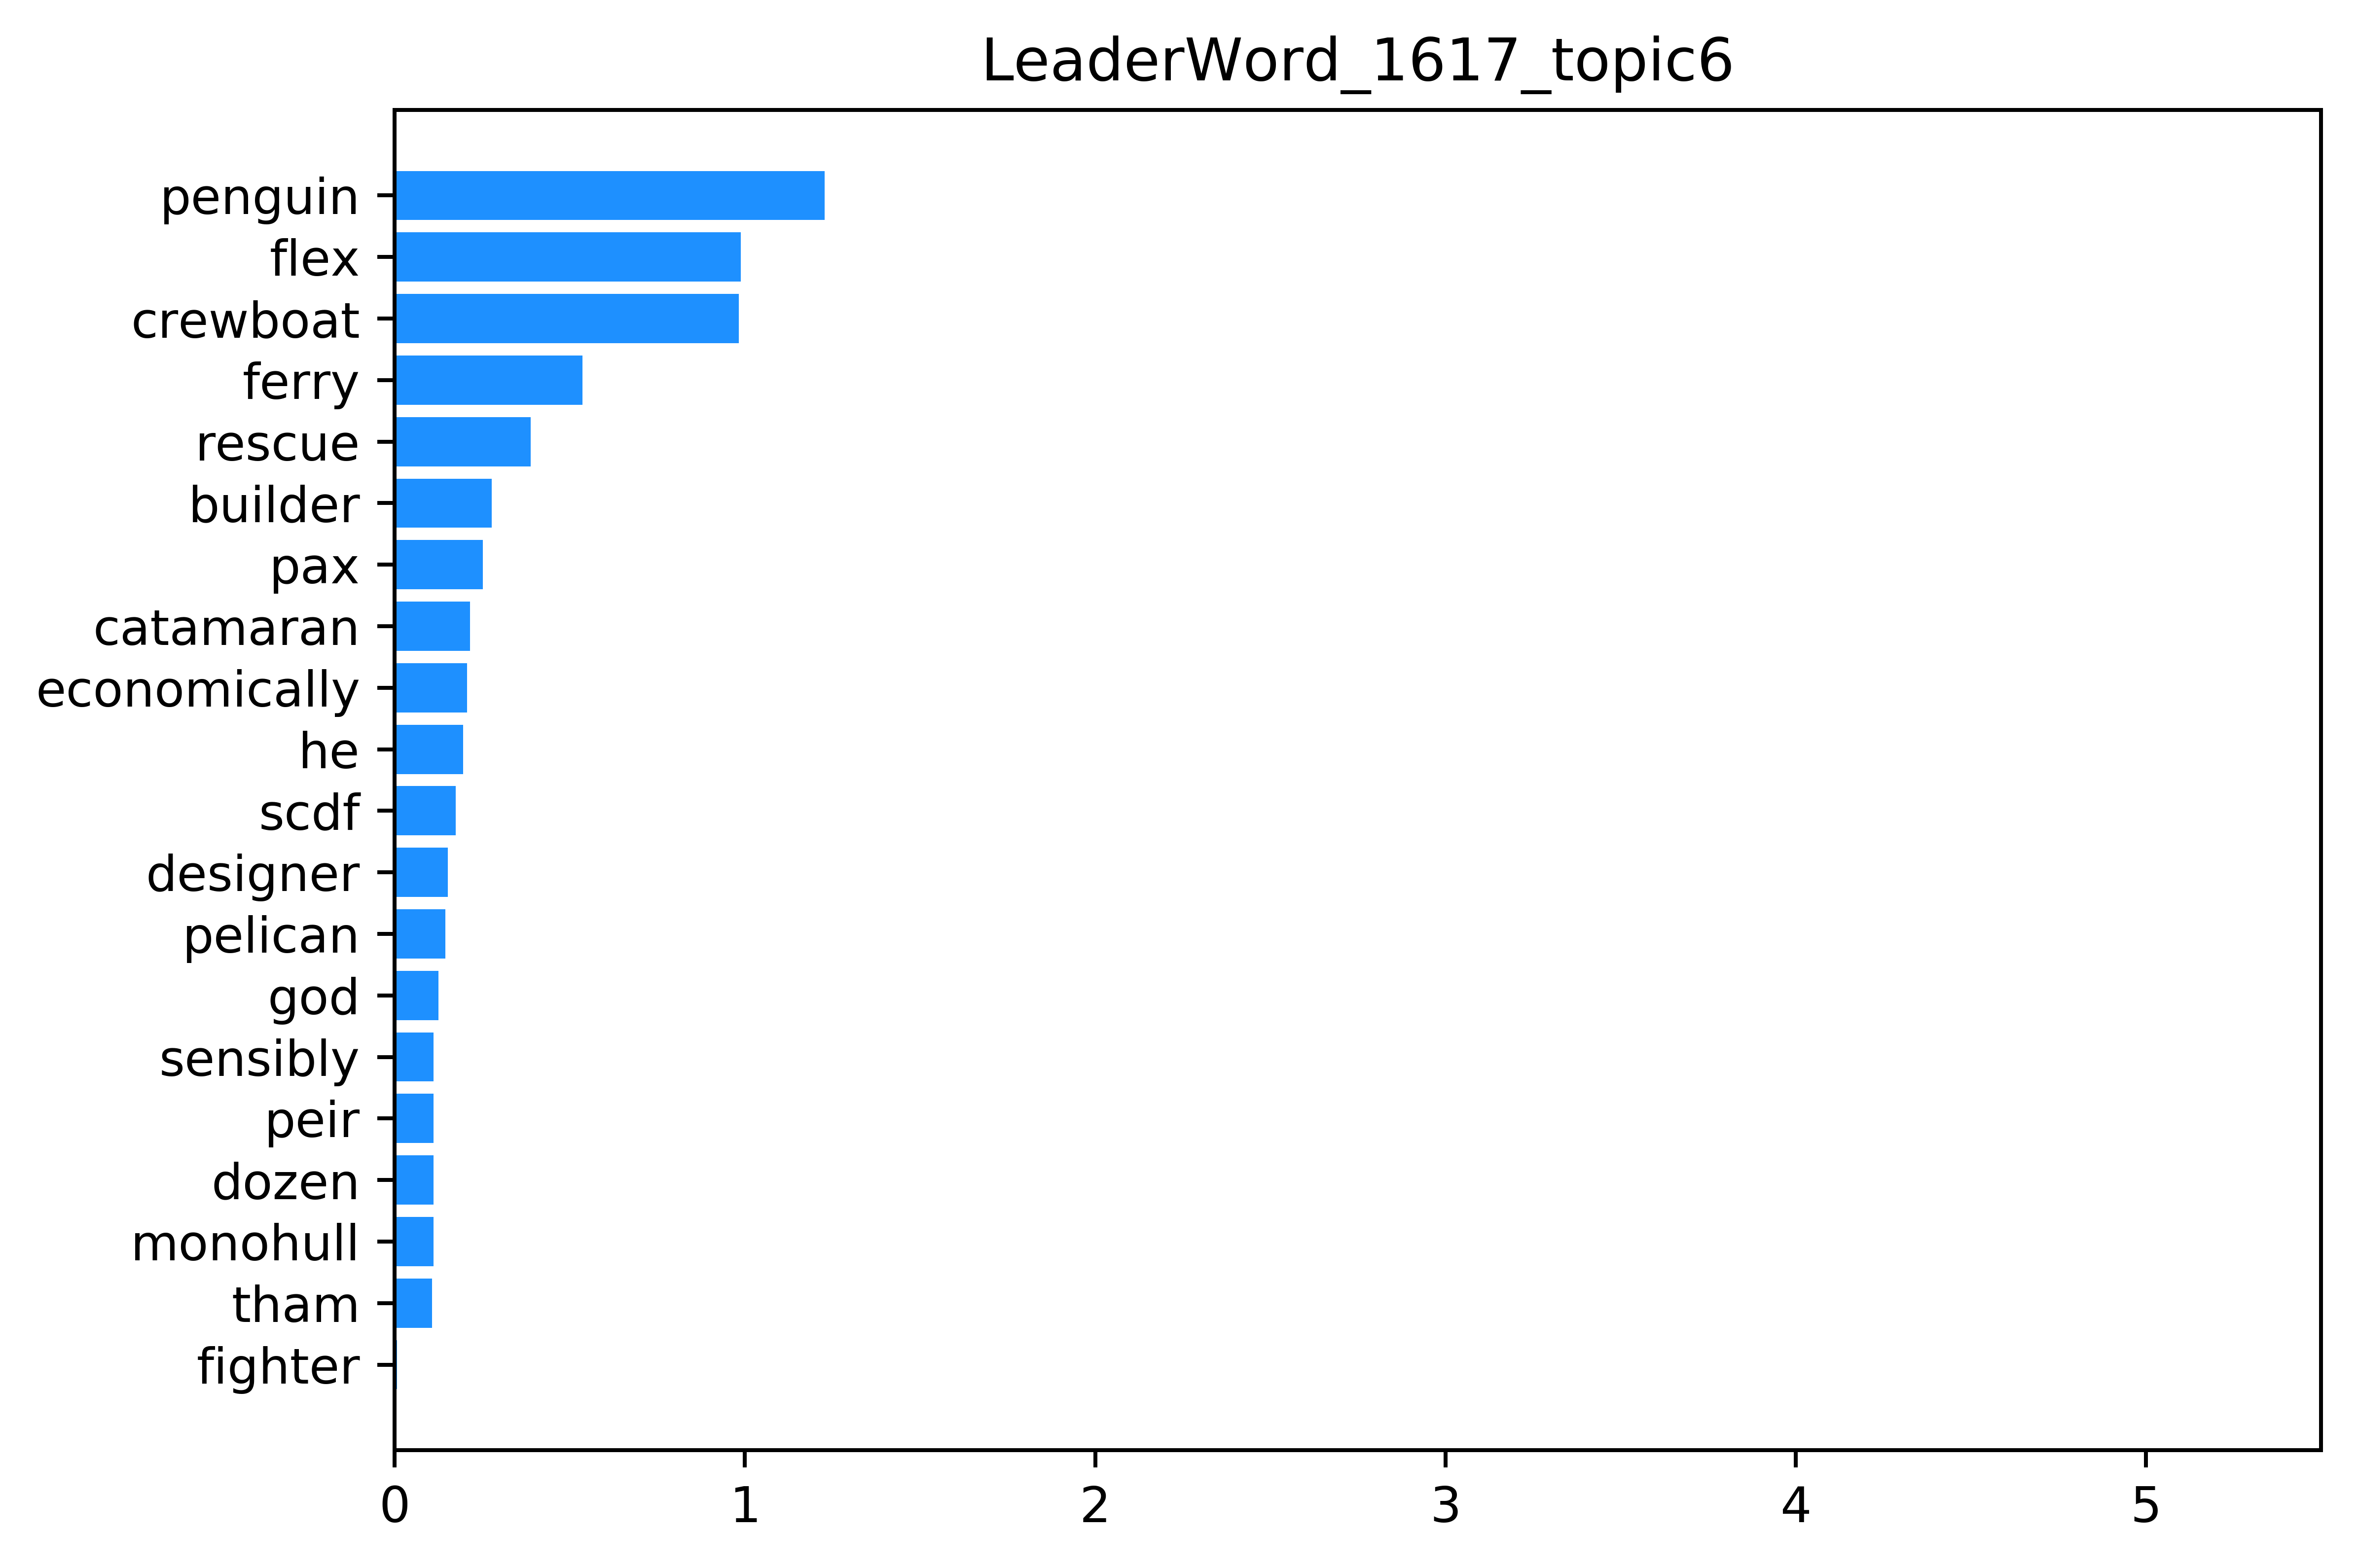 LeaderWord_1617_topic6
penguin
flex
crewboat
ferry
rescue
builder
pax
catamaran
economically
he
scdf
designer
pelican
god
sensibly
peir
dozen
monohull
tham
fighter
0 1 2 3 4 5